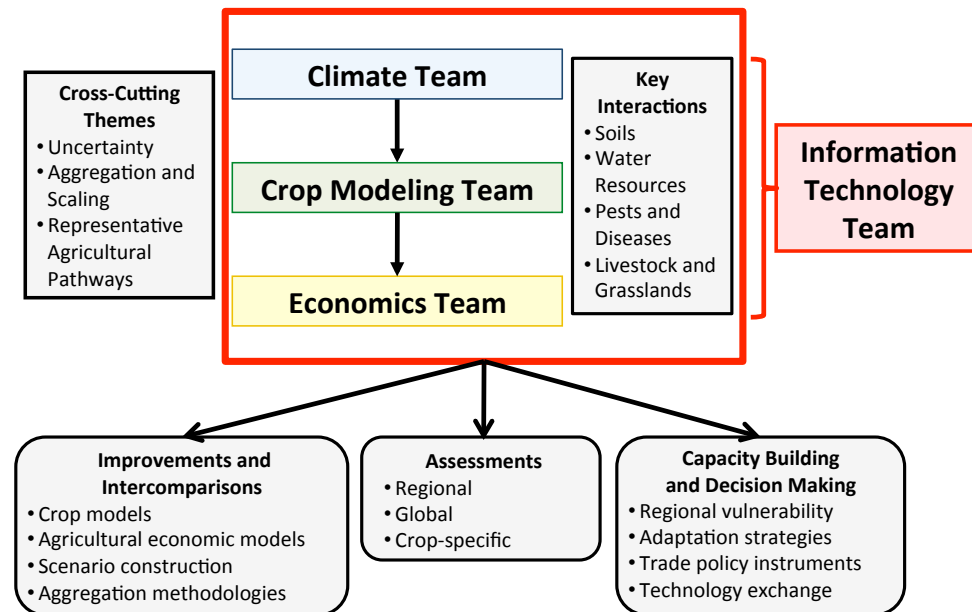 Cross-Cutting
Themes
• Uncertainty
• Aggregation and
Scaling
• Representative
Agricultural
Pathways
Climate Team
Crop Modeling Team
Economics Team
Key
Interactions
• Soils
• Water
Resources
• Pests and
Diseases
• Livestock and
Grasslands
Information
Technology
Team
Improvements and
Intercomparisons
• Crop models
• Agricultural economic models
• Scenario construction
• Aggregation methodologies
Assessments
• Regional
• Global
• Crop-specific
Capacity Building
and Decision Making
• Regional vulnerability
• Adaptation strategies
• Trade policy instruments
• Technology exchange